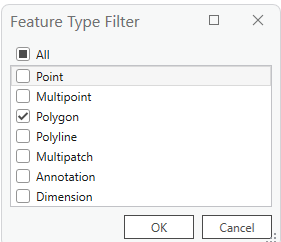 Feature Type Filter
All
Point
Multipoint
Polygon
Polyline
Multipatch
Annotation
Dimension
OK Cancel